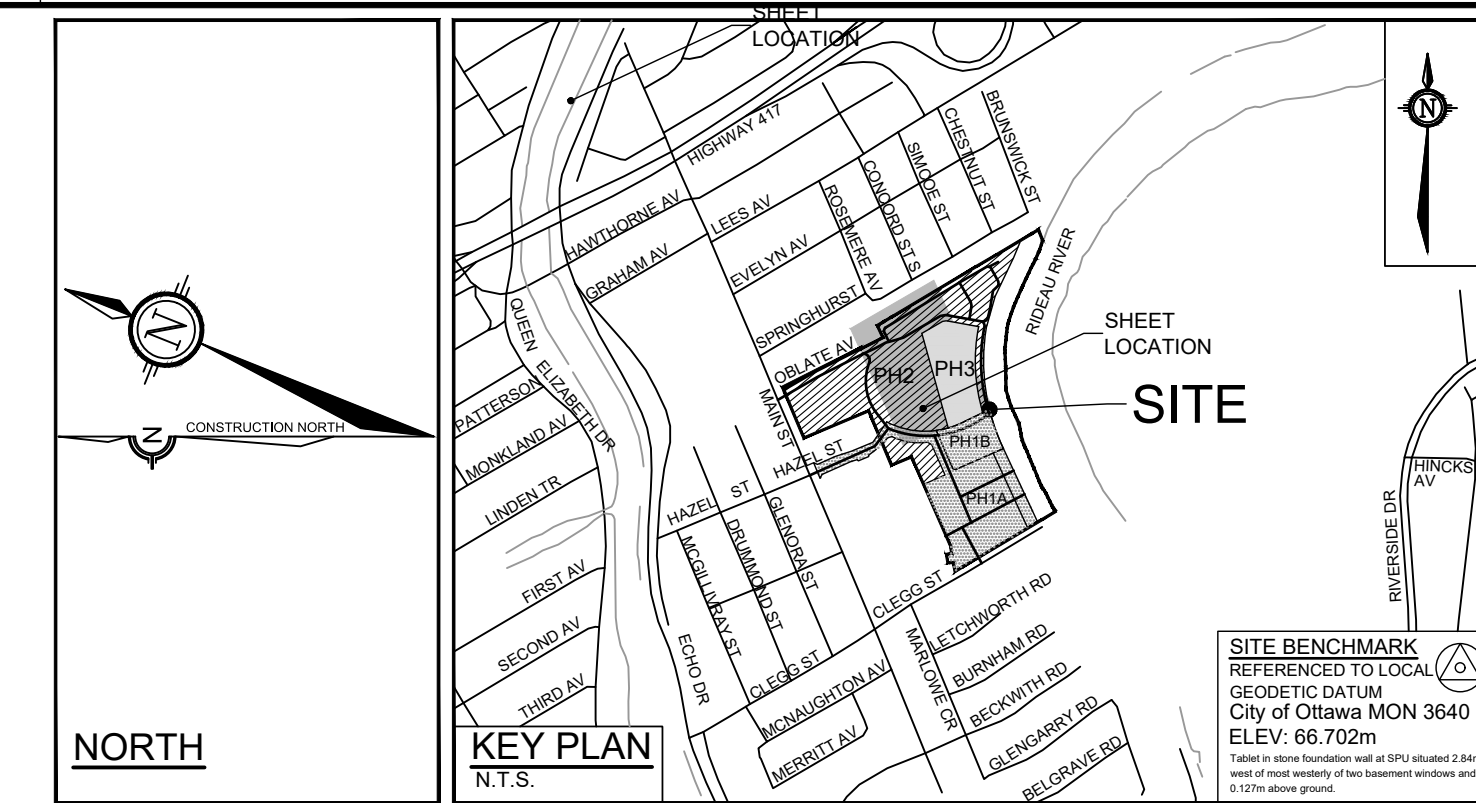 SHEET
LOCATION
N
HIGHWAY 417
BRUNSWICK ST
CHESTNUT ST
SIMCOE ST
CONCORD ST S
ROSEMERE AV
HAWTHORNE AV
LEES AV
GRAHAM AV
EVELYN AV
SPRINGHURST
OBLATE AV
RIDEAU RIVER
QUEEN ELIZABETH DR
MAIN ST
SHEET
LOCATION
SITE
PH2
PH3
PH1B
PH1A
N
N
CONSTRUCTION NORTH
PATTERSON
MONKLAND AV
LINDEN TR
HAZEL ST
HAZEL ST
GLENORA ST
DRUMMOND ST
MCGILLIVRAY ST
FIRST AV
SECOND AV
THIRD AV
ECHO DR
CLEGG ST
CLEGG ST
MCNAUGHTON AV
MERRITT AV
MARLOWE CR
LETCHWORTH RD
BURNHAM RD
BECKWITH RD
GLENGARRY RD
BELGRAVE RD
HINCKS
AV
RIVERSIDE DR
NORTH
KEY PLAN
N.T.S.
SITE BENCHMARK
REFERENCED TO LOCAL
GEODETIC DATUM
City of Ottawa MON 3640
ELEV: 66.702m
Tablet in stone foundation wall at SPU situated 2.84m
west of most westerly of two basement windows and
0.127m above ground.